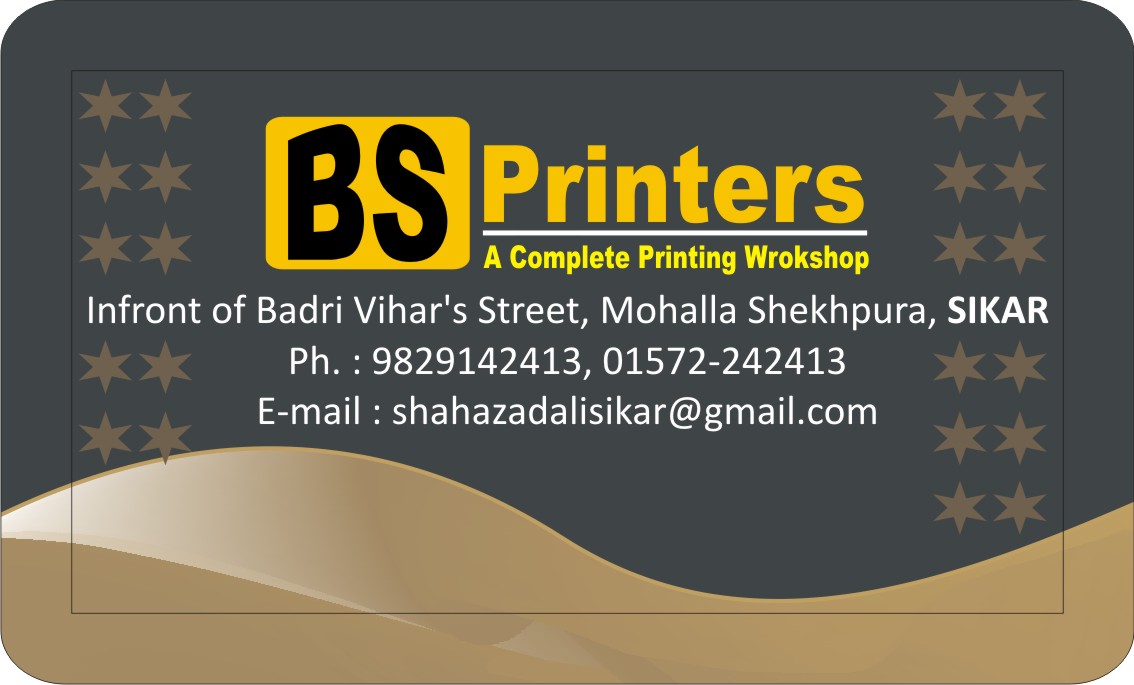 BS Printers
A Complete Printing Wrokshop
Infront of Badri Vihar's Street, Mohalla Shekhpura, SIKAR
Ph. : 9829142413, 01572-242413
E-mail : shahazadalisikar@gmail.com